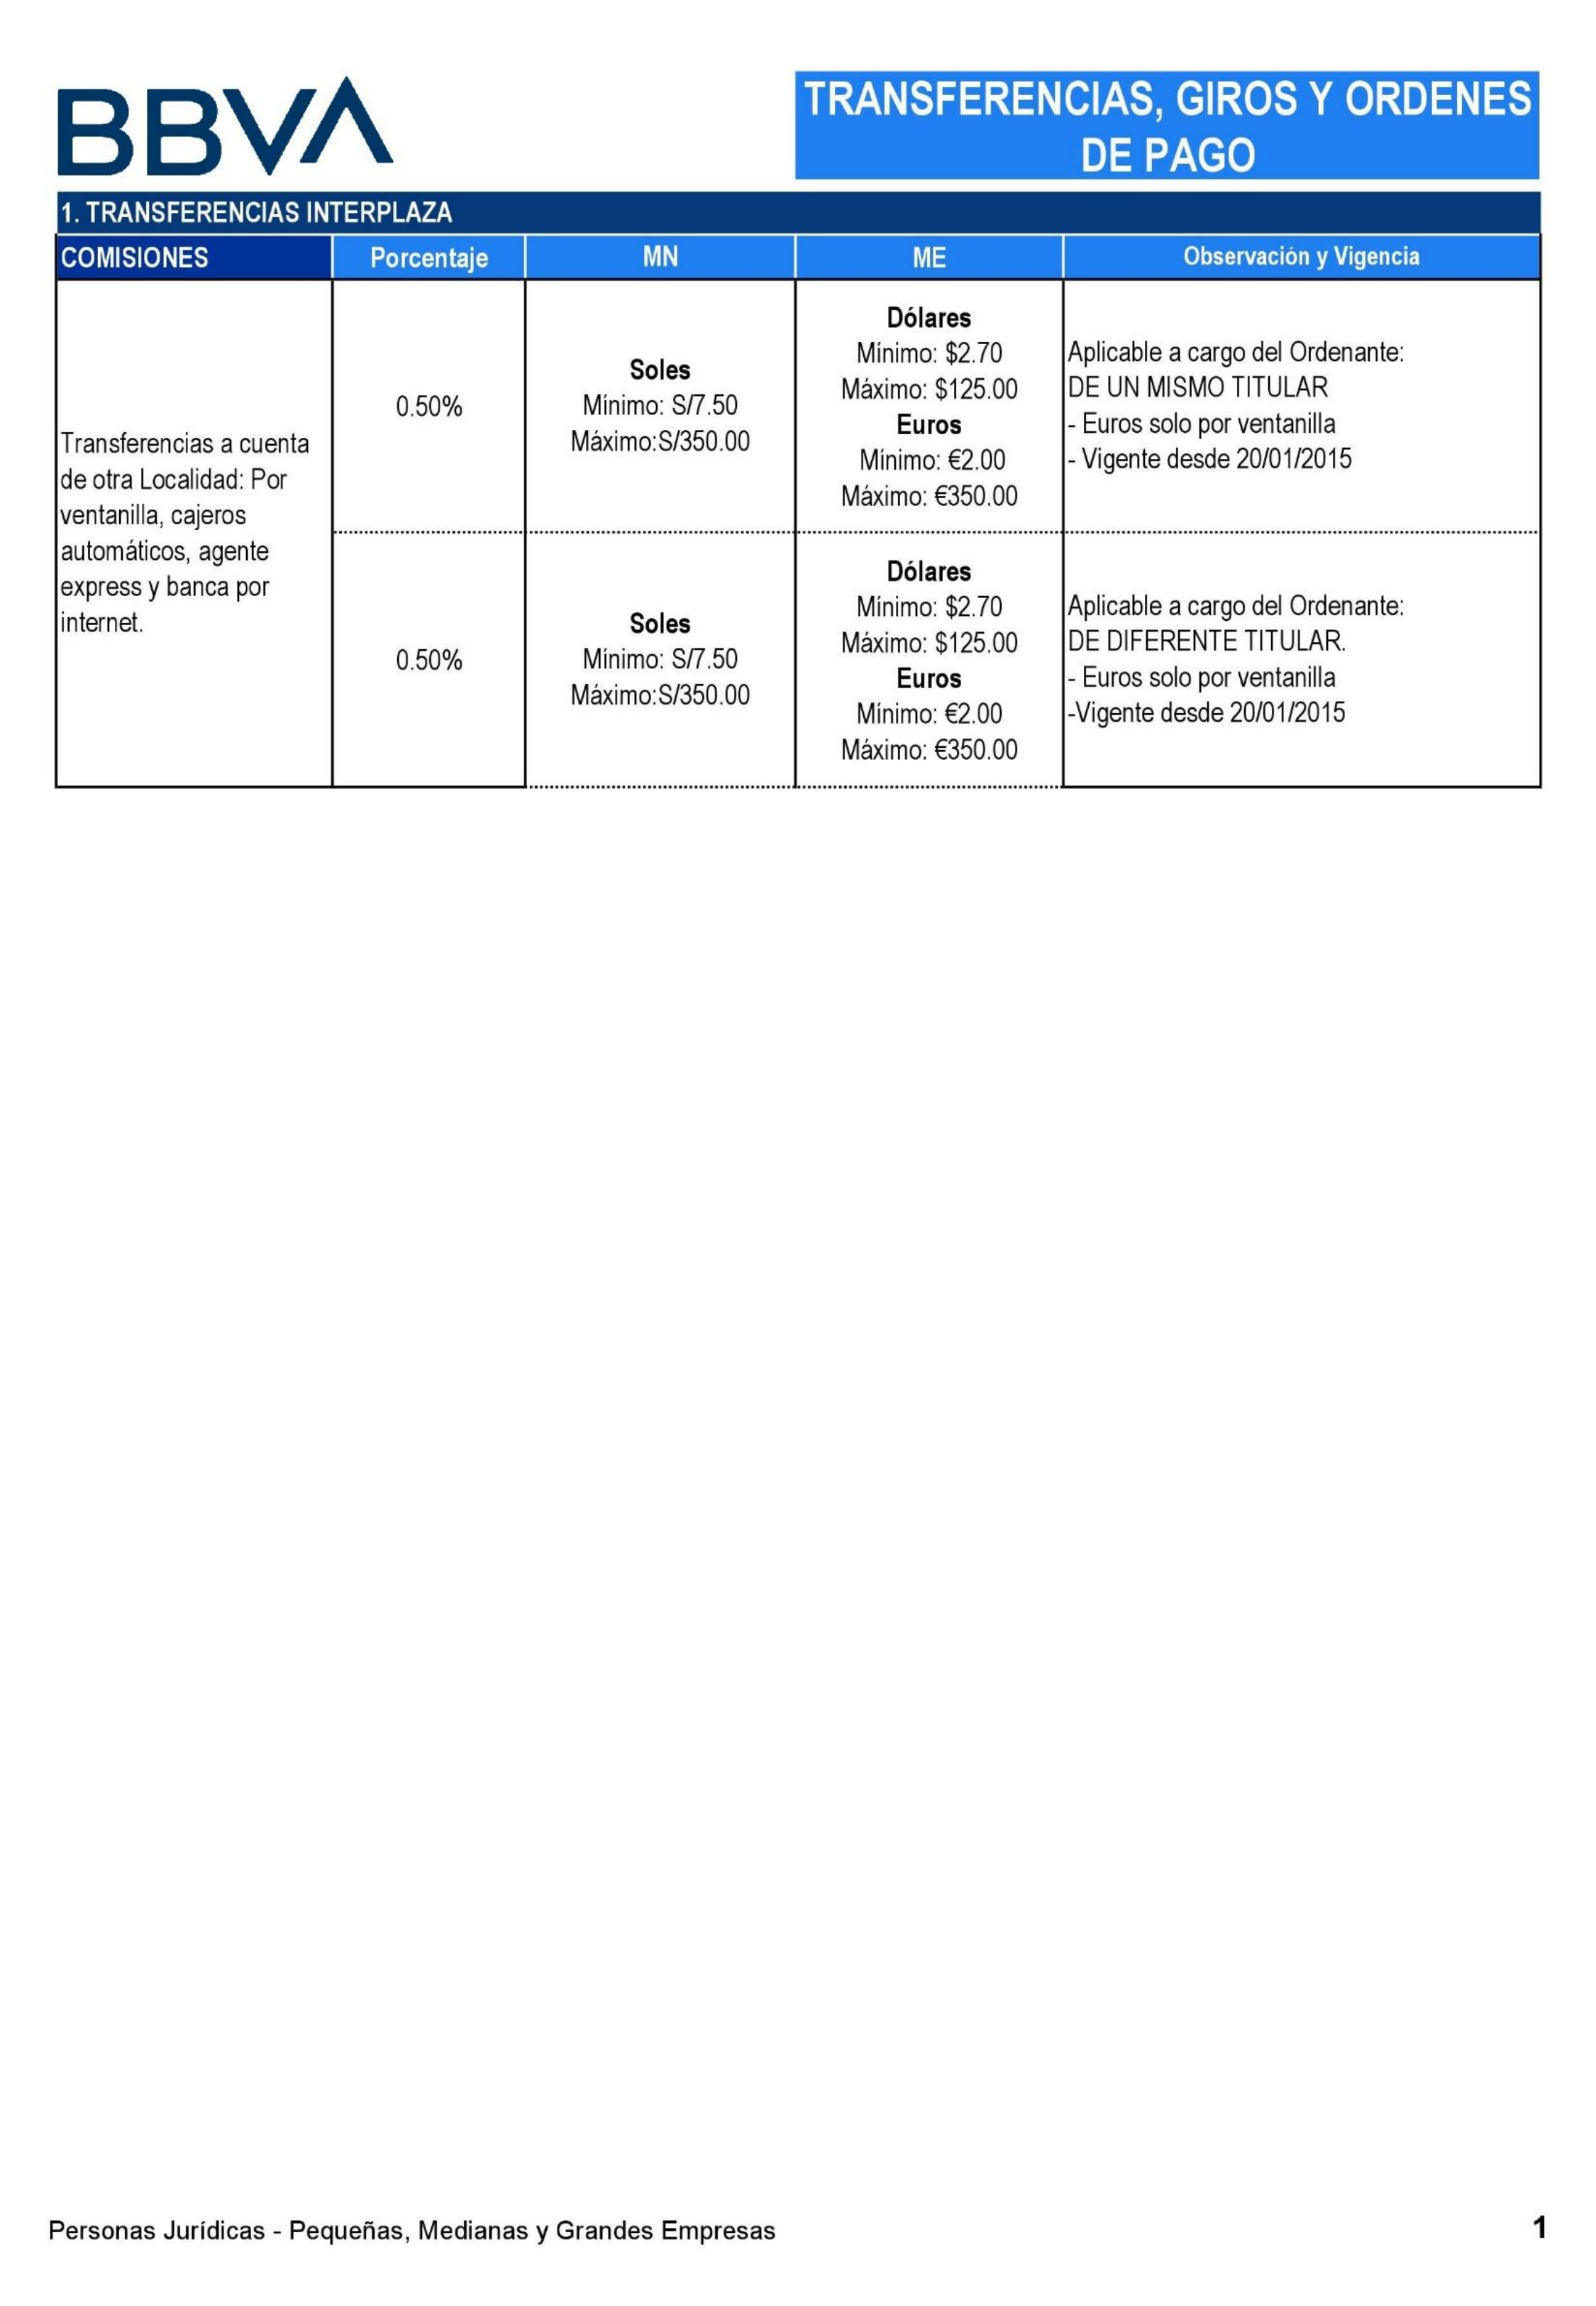 BBVA
TRANSFERENCIAS, GIROS Y ORDENES
DE PAGO
1. TRANSFERENCIAS INTERPLAZA
COMISIONES
Porcentaje
MN
ME
Observación y Vigencia
Transferencias a cuenta
de otra Localidad: Por
ventanilla, cajeros
automáticos, agente
express y banca por
internet.
0.50%
Soles
Mínimo: S/7.50
Máximo:S/350.00
Dólares
Mínimo: $2.70
Máximo: $125.00
Euros
Mínimo: €2.00
Máximo: €350.00
Aplicable a cargo del Ordenante:
DE UN MISMO TITULAR
- Euros solo por ventanilla
- Vigente desde 20/01/2015
0.50%
Soles
Mínimo: S/7.50
Máximo:S/350.00
Dólares
Mínimo: $2.70
Máximo: $125.00
Euros
Mínimo: €2.00
Máximo: €350.00
Aplicable a cargo del Ordenante:
DE DIFERENTE TITULAR.
- Euros solo por ventanilla
-Vigente desde 20/01/2015
Personas Jurídicas - Pequeñas, Medianas y Grandes Empresas
1